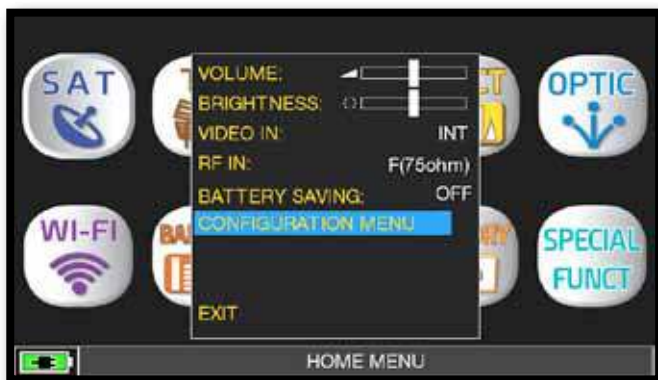 SAT
OPTIC
VOLUME:
BRIGHTNESS:
VIDEO IN: INT
RF IN: F(75ohm)
BATTERY SAVING: OFF
CONFIGURATION MENU
EXIT
WI-FI
SPECIAL
FUNCT
HOME MENU